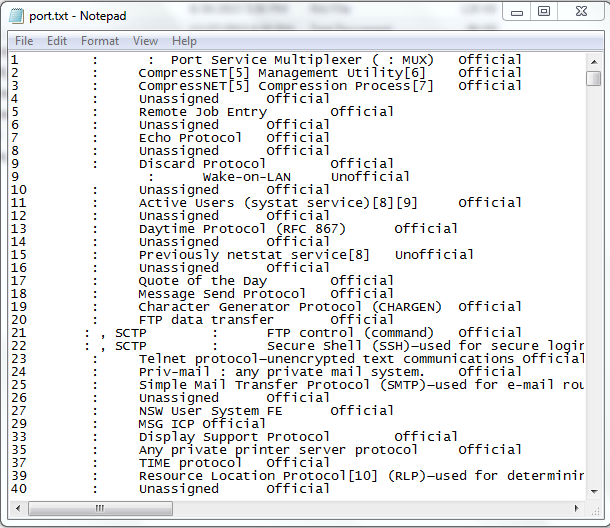 port.txt - Notepad
File Edit Format View Help
1 : : Port Service Multiplexer ( : MUX) Official
2 : CompressNET[5] Management Utility[6] Official
3 : CompressNET[5] Compression Process[7] Official
4 : Unassigned Official
5 : Remote Job Entry Official
6 : Unassigned Official
7 : Echo Protocol Official
8 : Unassigned Official
9 : Discard Protocol Official
9 : Wake-on-LAN Unofficial
10 : Unassigned Official
11 : Active Users (systat service)[8][9] Official
12 : Unassigned Official
13 : Daytime Protocol (RFC 867) Official
14 : Unassigned Official
15 : Previously netstat service[8] Unofficial
16 : Unassigned Official
17 : Quote of the Day Official
18 : Message Send Protocol Official
19 : Character Generator Protocol (CHARGEN) Official
20 : FTP data transfer Official
21 : , SCTP : FTP control (command) Official
22 : , SCTP : Secure Shell (SSH)—used for secure login
23 : Telnet protocol—unencrypted text communications Official
24 : Priv-mail : any private mail system. Official
25 : Simple Mail Transfer Protocol (SMTP)—used for e-mail rou
26 : Unassigned Official
27 : NSW User System FE Official
29 : MSG ICP Official
33 : Display Support Protocol Official
35 : Any private printer server protocol Official
37 : TIME protocol Official
39 : Resource Location Protocol[10] (RLP)—used for determinin
40 : Unassigned Official